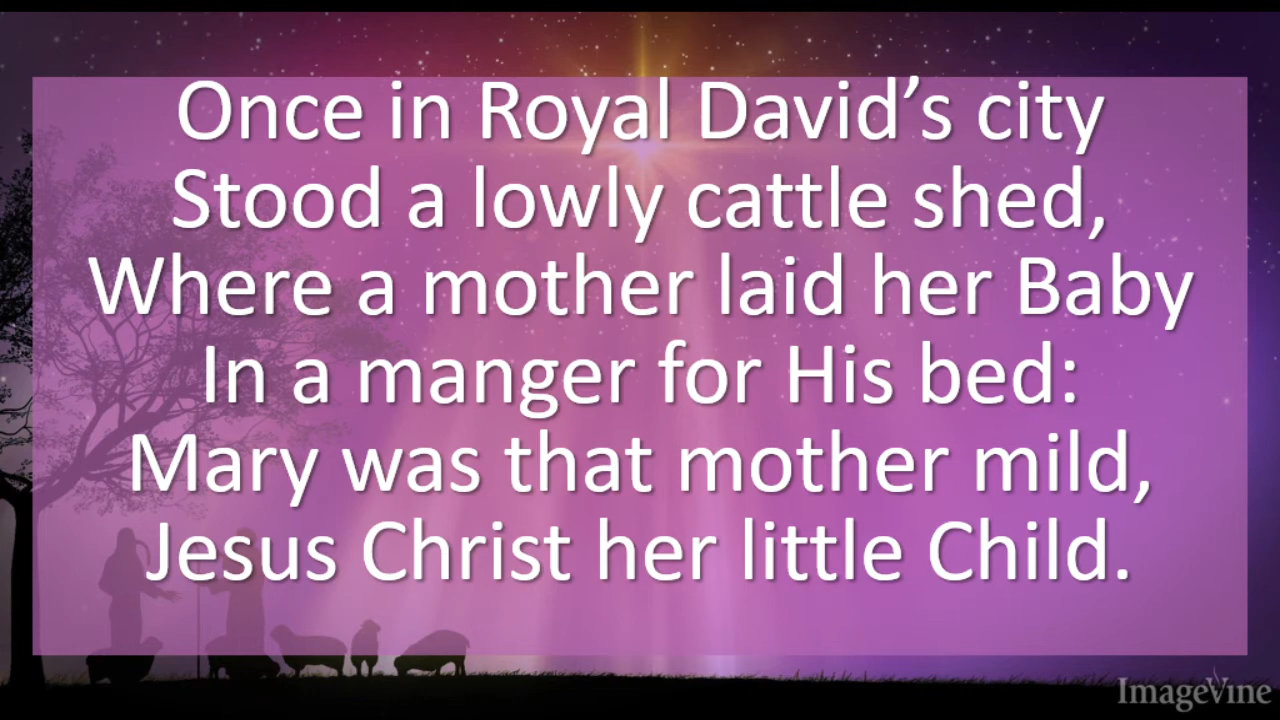 Once in Royal David’s city
Stood a lowly cattle shed,
Where a mother laid her Baby
In a manger for His bed:
Mary was that mother mild,
Jesus Christ her little Child.
ImageVine